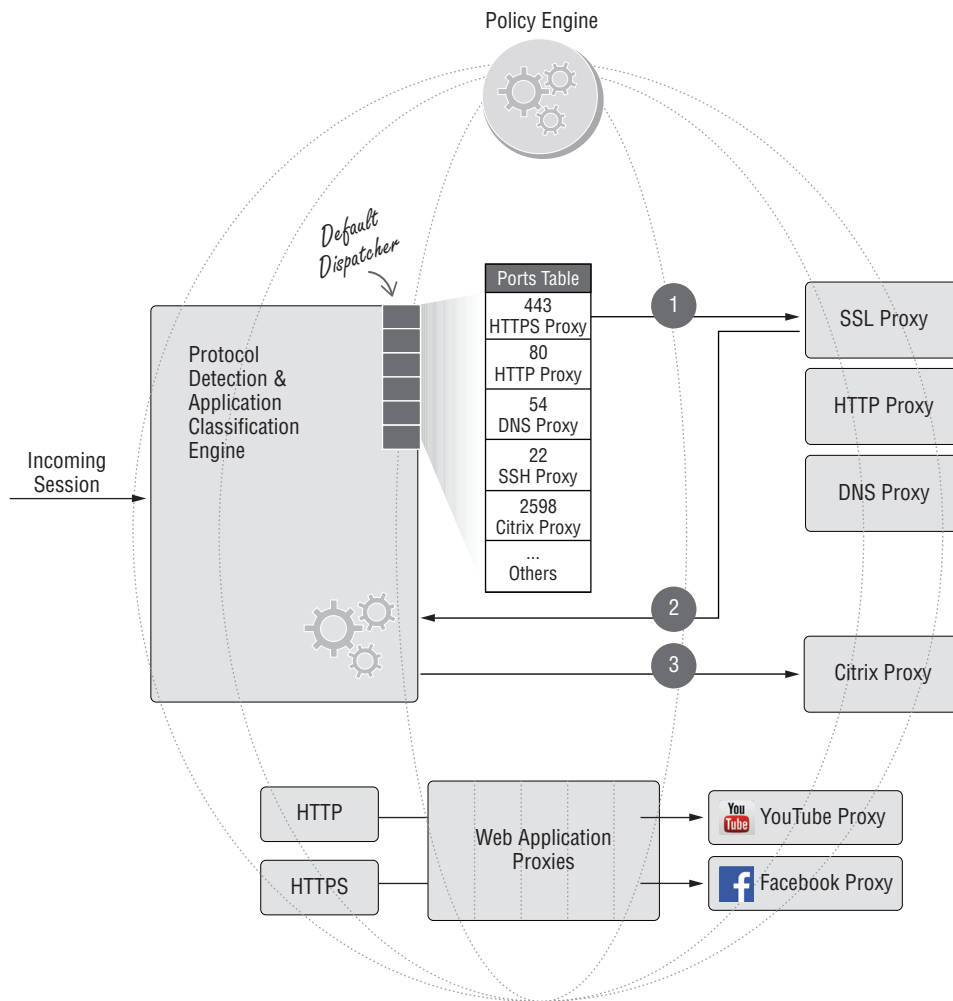 Policy Engine
Default
Dispatcher
Ports Table
443
HTTPS Proxy
80
HTTP Proxy
54
DNS Proxy
22
SSH Proxy
2598
Citrix Proxy
...
Others
1
SSL Proxy
HTTP Proxy
DNS Proxy
Protocol
Detection &
Application
Classification
Engine
Incoming
Session
2
3
Citrix Proxy
HTTP
HTTPS
Web Application
Proxies
You
Tube
YouTube Proxy
f
Facebook Proxy